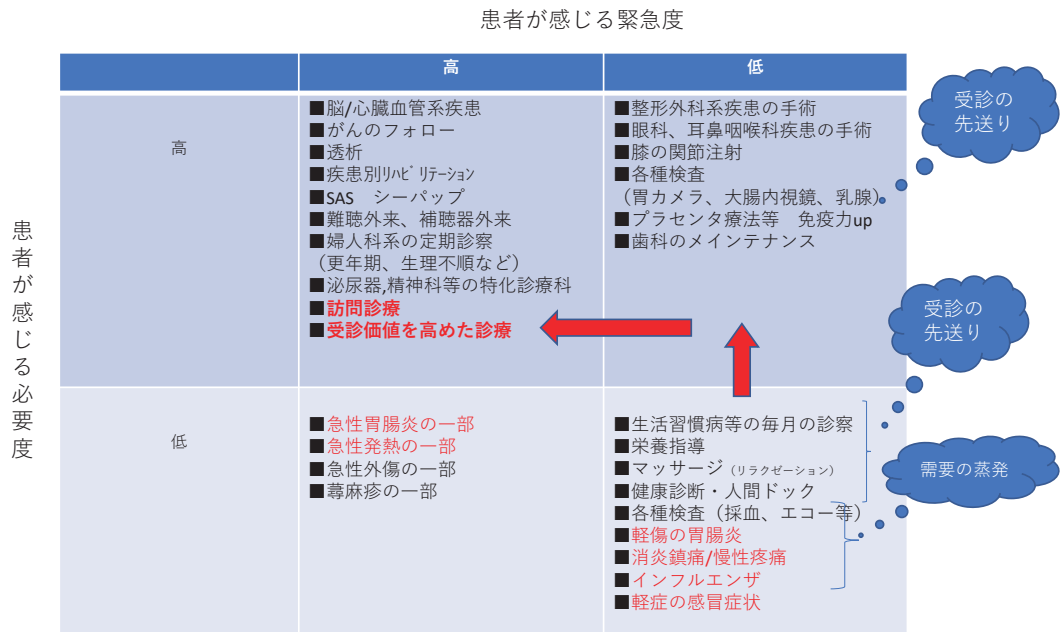 患者が感じる緊急度
高
低
患者が感じる必要度
高
■脳/心臓血管系疾患
■がんのフォロー
■透析
■疾患別ﾘﾊﾋﾞﾘﾃｰｼｮﾝ
■SAS　シーパップ
■難聴外来、補聴器外来
■婦人科系の定期診察
（更年期、生理不順など）
■泌尿器,精神科等の特化診療科
■訪問診療
■受診価値を高めた診療
■整形外科系疾患の手術
■眼科、耳鼻咽喉科疾患の手術
■膝の関節注射
■各種検査
（胃カメラ、大腸内視鏡、乳腺）
■プラセンタ療法等　免疫力up
■歯科のメインテナンス
受診の
先送り
低
■急性胃腸炎の一部
■急性発熱の一部
■急性外傷の一部
■蕁麻疹の一部
■生活習慣病等の毎月の診察
■栄養指導
■マッサージ（リラクゼーション）
■健康診断・人間ドック
■各種検査（採血、エコー等）
■軽傷の胃腸炎
■消炎鎮痛/慢性疼痛
■インフルエンザ
■軽症の感冒症状
受診の
先送り
需要の蒸発